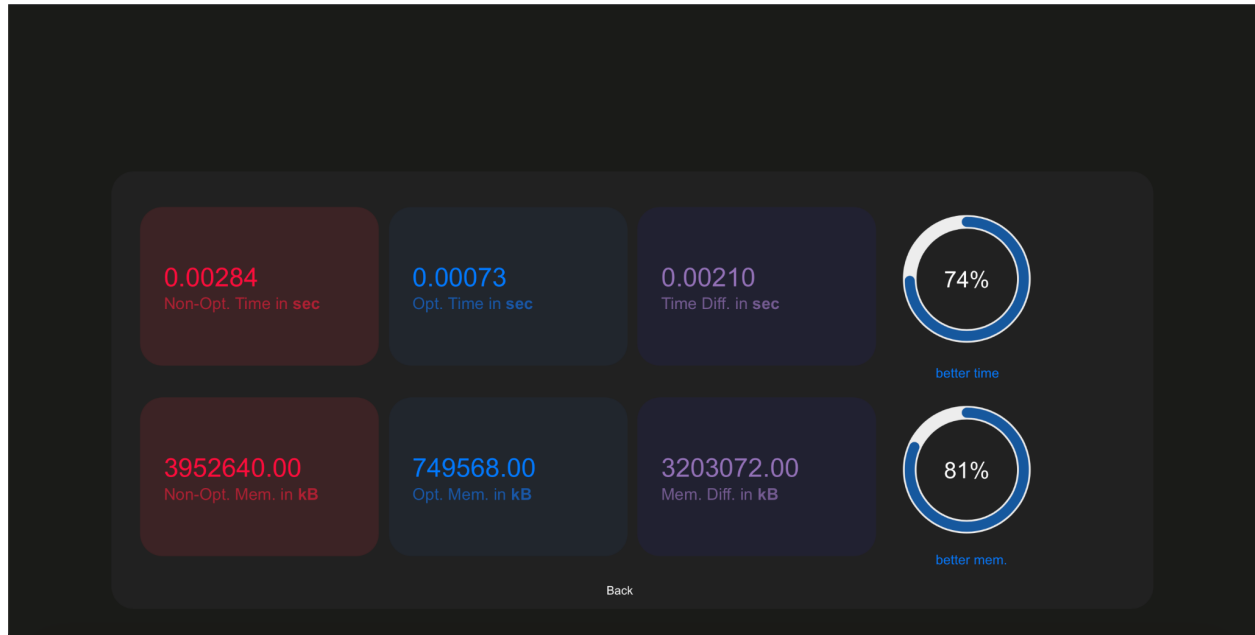 0.00284
Non-Opt. Time in sec
0.00073
Opt. Time in sec
0.00210
Time Diff. in sec
74%
better time
3952640.00
Non-Opt. Mem. in kB
749568.00
Opt. Mem. in kB
3203072.00
Mem. Diff. in kB
81%
better mem.
Back